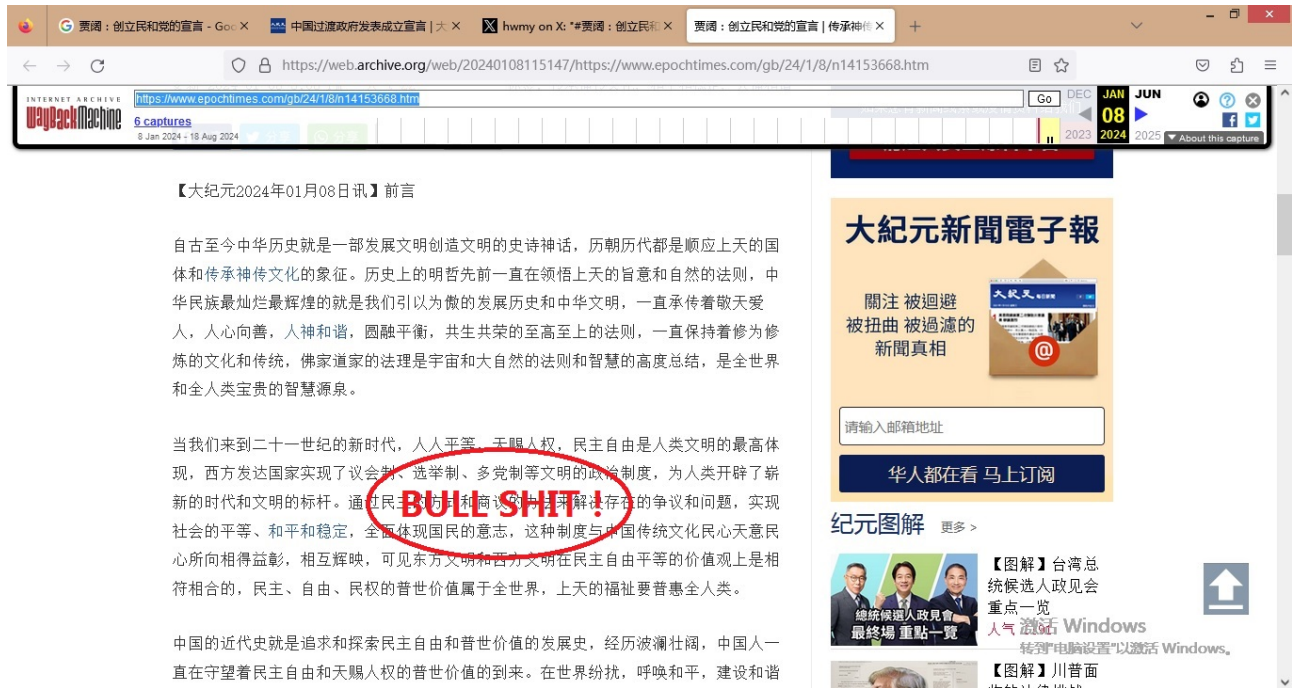 贾阔：创立民和党的宣言 - Goo
中国过渡政府发表成立宣言 | 大
hwmy on X: "#贾阔：创立民和
贾阔：创立民和党的宣言 | 传承神传
https://web.archive.org/web/20240108115147/https://www.epochtimes.com/gb/24/1/8/n14153668.htm
INTERNET ARCHIVE
WayBackMachine
https://www.epochtimes.com/gb/24/1/8/n14153668.htm
Go
DEC JAN JUN
6 captures
08
8 Jan 2024 - 18 Aug 2024
2023 2024 2025
About this capture
【大纪元2024年01月08日讯】前言
自古至今中华历史就是一部发展文明创造文明的史诗神话，历朝历代都是顺应上天的国
体和传承神传文化的象征。历史上的明哲先前一直在领悟上天的旨意和自然的法则，中
华民族最灿烂最辉煌的就是我们引以为傲的发展历史和中华文明，一直承传着敬天爱
人，人心向善，人神和谐，圆融平衡，共生共荣的至高至上的法则，一直保持着修为修
炼的文化和传统，佛家道家的法理是宇宙和大自然的法则和智慧的高度总结，是全世界
和全人类宝贵的智慧源泉。
当我们来到二十一世纪的新时代，人人平等，天赐人权，民主自由是人类文明的最高体
现，西方发达国家实现了议会制、选举制、多党制等文明的政治制度，为人类开辟了崭
新的时代和文明的标杆。通过民主的方式和商议的办法来解决存在的争议和问题，实现
社会的平等、和平和稳定，全面体现国民的意志，这种制度与中国传统文化民心天意民
心所向相得益彰，相互辉映，可见东方文明和西方文明在民主自由平等的价值观上是相
符相合的，民主、自由、民权的普世价值属于全世界，上天的福祉要普惠全人类。
BULL SHIT !
中国的近代史就是追求和探索民主自由和普世价值的发展史，经历波澜壮阔，中国人一
直在守望着民主自由和天赐人权的普世价值的到来。在世界纷扰，呼唤和平，建设和谐
大紀元新聞電子報
關注 被迴避
被扭曲 被過濾的
新聞真相
大紀元
@
请输入邮箱地址
华人都在看 马上订阅
纪元图解 更多 >
【图解】台湾总
统候选人政见会
重点一览
人气
總統候選人政見會
最終場 重點一覽
【图解】川普面
激活 Windows
转到"电脑设置"以激活 Windows。